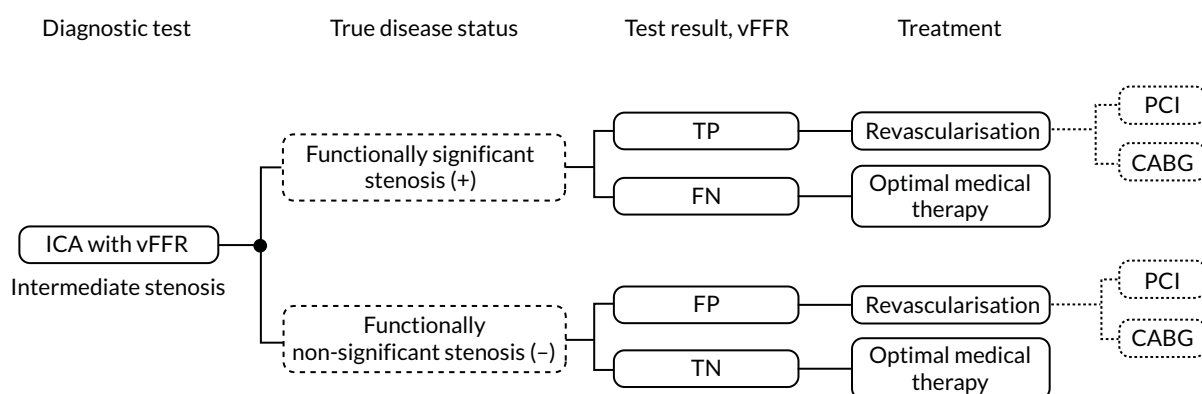 Diagnostic test
True disease status
Test result, vFFR
Treatment
PCI
TP
Revascularisation
Functionally significant
stenosis (+)
CABG
FN
Optimal medical
therapy
ICA with vFFR
Intermediate stenosis
PCI
FP
Revascularisation
Functionally
non-significant stenosis (–)
CABG
TN
Optimal medical
therapy